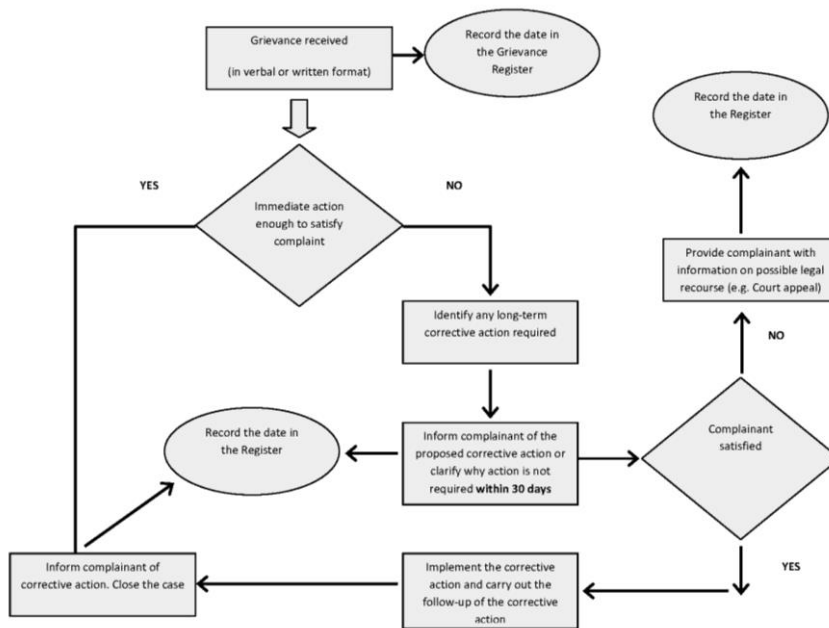 Grievance received
(in verbal or written format)
Record the date in
the Grievance
Register
Record the date in
the Register
YES
NO
Immediate action
enough to satisfy
complaint
Provide complainant with
information on possible legal
recourse (e.g. Court appeal)
Identify any long-term
corrective action required
NO
Record the date in
the Register
Inform complainant of the
proposed corrective action or
clarify why action is not
required within 30 days
Complainant
satisfied
Inform complainant of
corrective action. Close the case
Implement the corrective
action and carry out the
follow-up of the corrective
action
YES